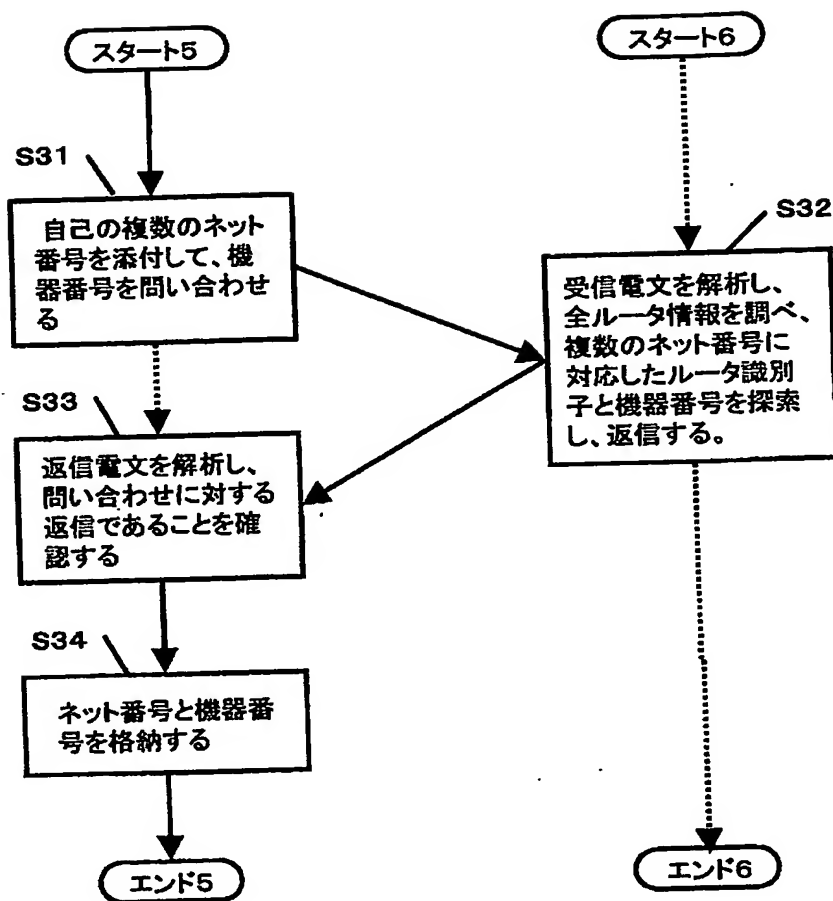 スタート5
スタート6
S31
自己の複数のネット
番号を添付して、機
器番号を問い合わせ
る
S32
受信電文を解析し、
全ルータ情報を調べ、
複数のネット番号に
対応したルータ識別
子と機器番号を探索
し、返信する。
S33
返信電文を解析し、
問い合わせに対する
返信であることを確
認する
S34
ネット番号と機器番
号を格納する
エンド5
エンド6